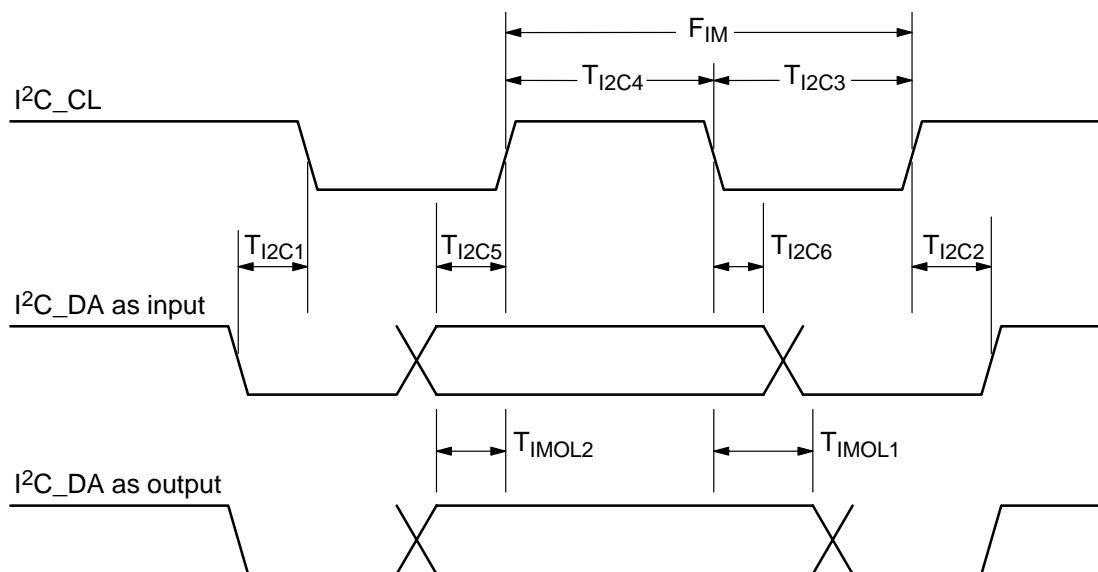 F_IM
T_I2C4 T_I2C3
I²C_CL
T_I2C1 T_I2C5 T_I2C6 T_I2C2
I²C_DA as input
T_IMOL2 T_IMOL1
I²C_DA as output